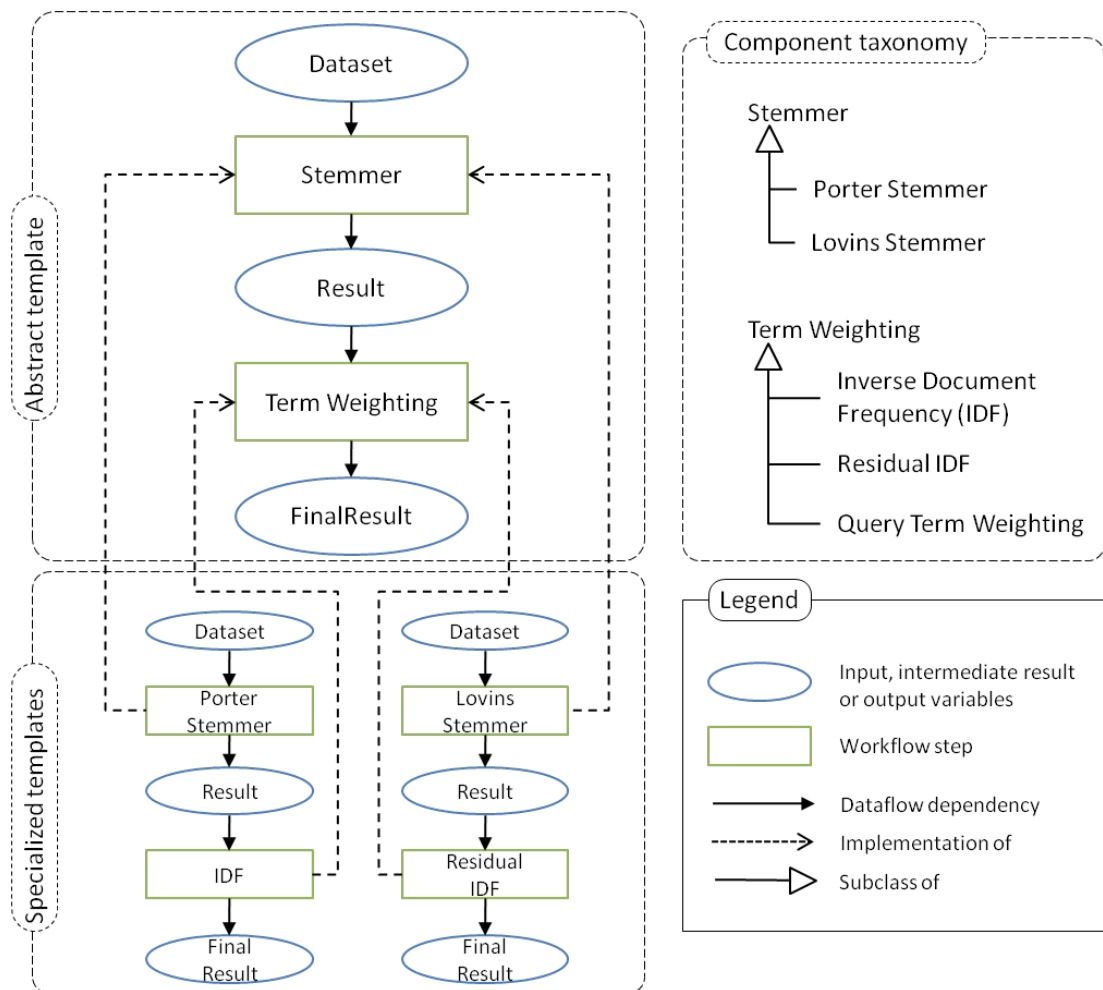 Abstract template
Dataset
Stemmer
Result
Term Weighting
FinalResult
Specialized templates
Dataset
Porter
Stemmer
Result
IDF
Final
Result
Dataset
Lovins
Stemmer
Result
Residual
IDF
Final
Result
Component taxonomy
Stemmer
Porter Stemmer
Lovins Stemmer
Term Weighting
Inverse Document
Frequency (IDF)
Residual IDF
Query Term Weighting
Legend
Input, intermediate result
or output variables
Workflow step
Dataflow dependency
Implementation of
Subclass of